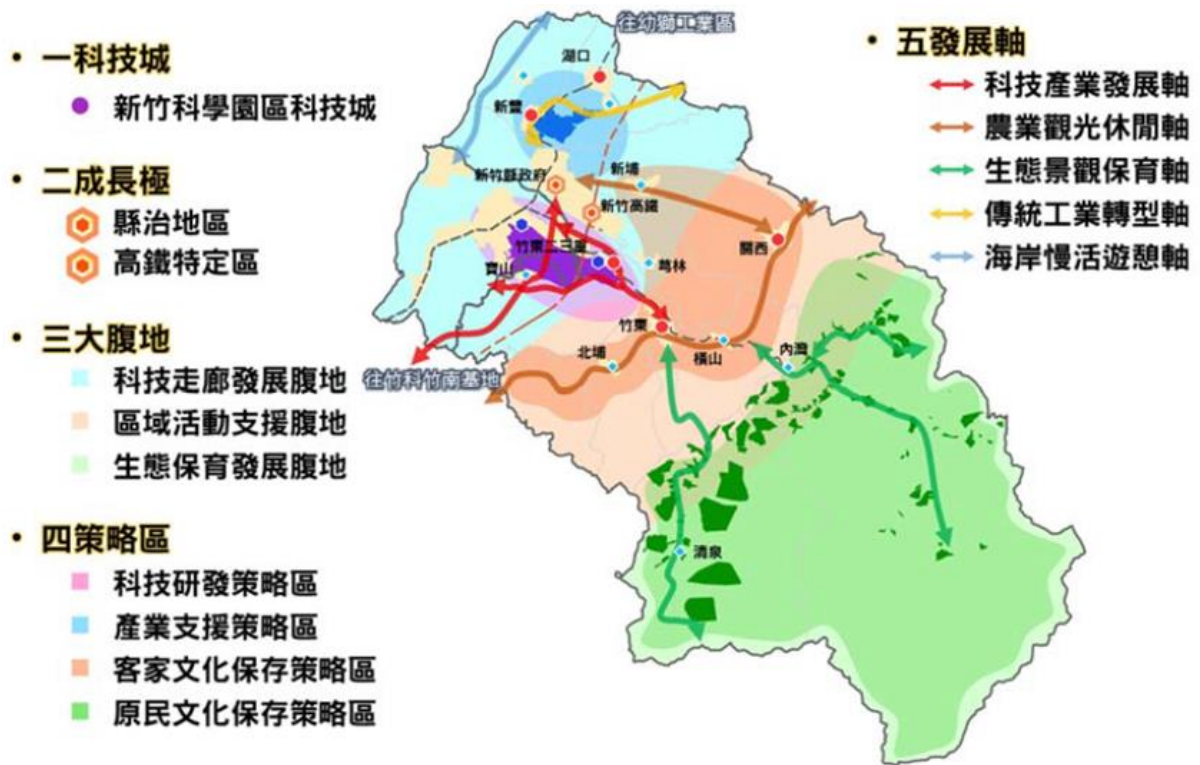 • 一科技城
新竹科學園區科技城
• 二成長極
縣治地區
高鐵特定區
• 三大腹地
科技走廊發展腹地
區域活動支援腹地
生態保育發展腹地
• 四策略區
科技研發策略區
產業支援策略區
客家文化保存策略區
原民文化保存策略區
往幼獅工業區
湖口
新豐
新竹縣政府
新埔
新竹高鐵
竹東二三重
關西
寶山
芎林
竹東
北埔
橫山
內灣
往竹科竹南基地
清泉
• 五發展軸
科技產業發展軸
農業觀光休閒軸
生態景觀保育軸
傳統工業轉型軸
海岸慢活遊憩軸